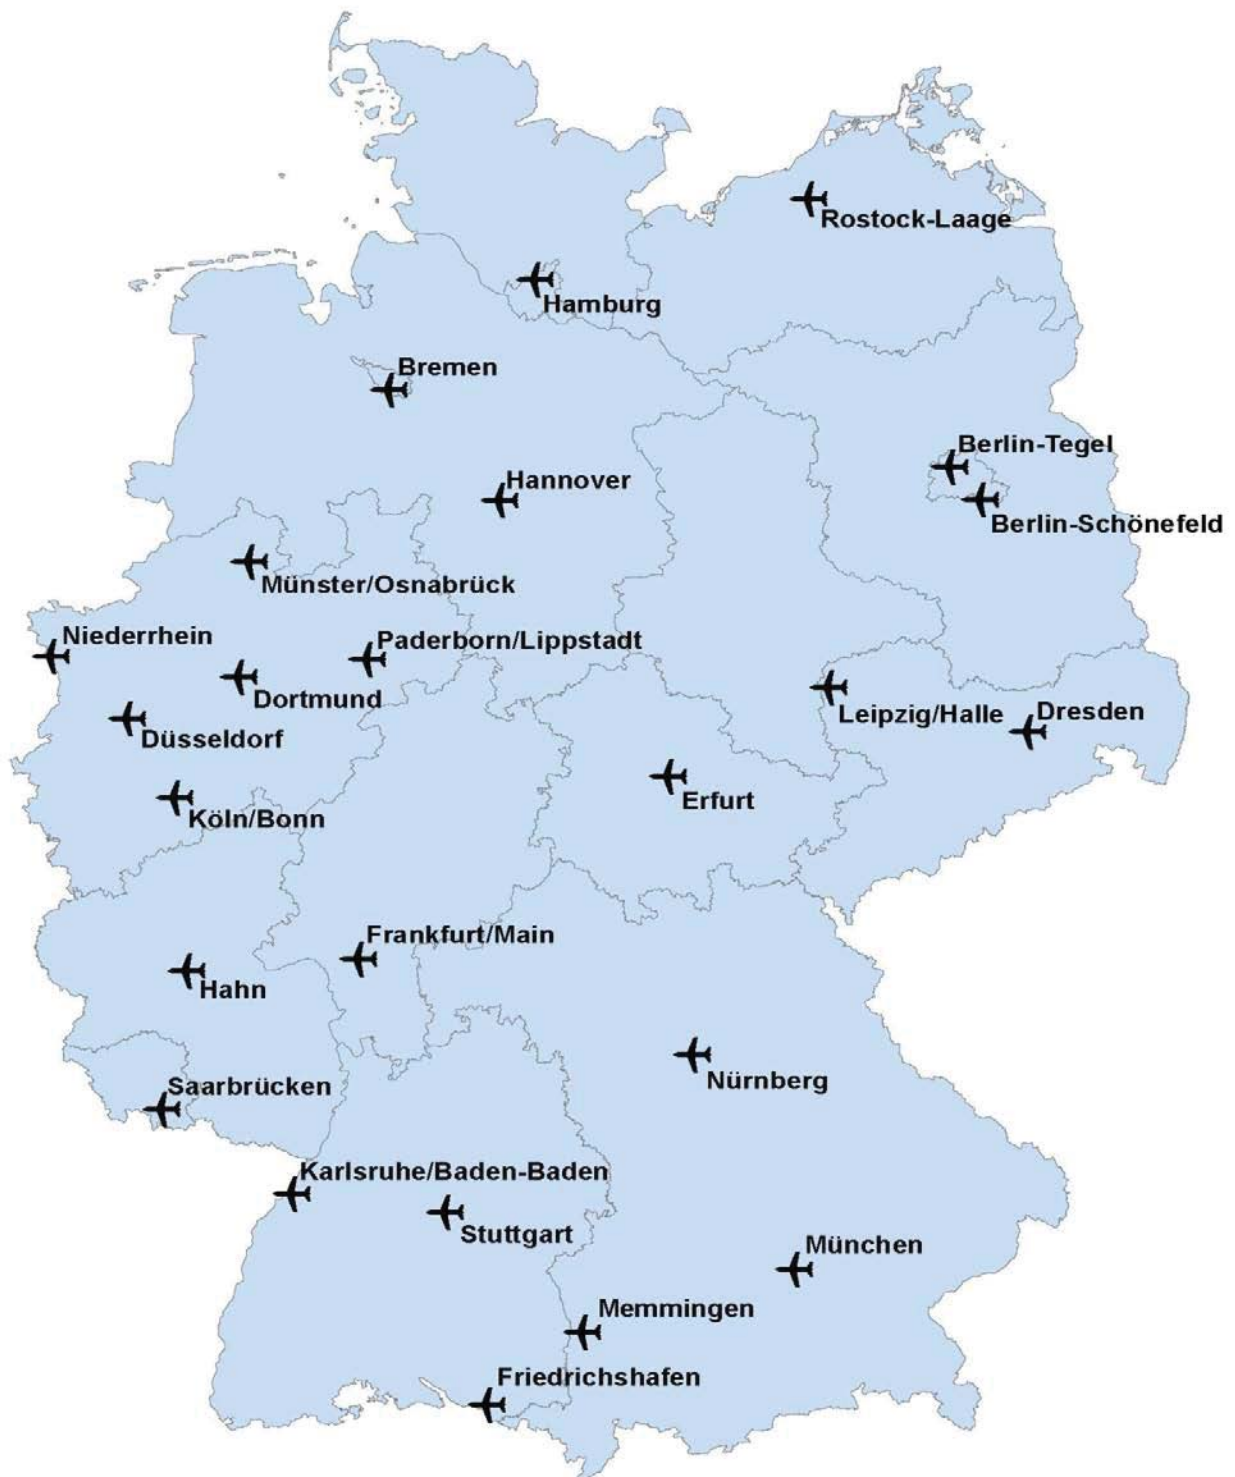 Rostock-Laage
Hamburg
Bremen
Berlin-Tegel
Hannover
Berlin-Schönefeld
Münster/Osnabrück
Niederrhein
Paderborn/Lippstadt
Dortmund
Leipzig/Halle
Dresden
Düsseldorf
Erfurt
Köln/Bonn
Frankfurt/Main
Hahn
Nürnberg
Saarbrücken
Karlsruhe/Baden-Baden
Stuttgart
München
Memmingen
Friedrichshafen